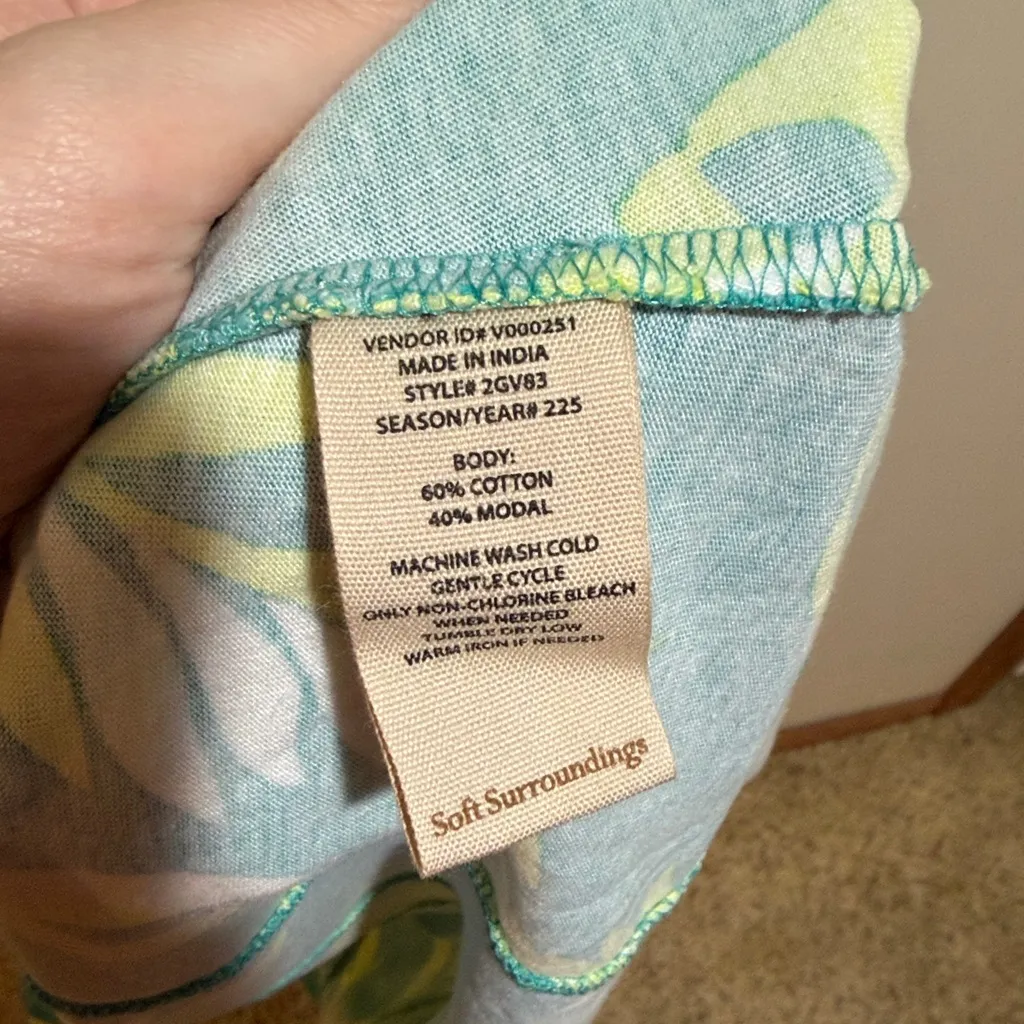 VENDOR ID# V000251
MADE IN INDIA
STYLE# 2GV83
SEASON/YEAR# 225
BODY:
60% COTTON
40% MODAL
MACHINE WASH COLD
GENTLE CYCLE
ONLY NON-CHLORINE BLEACH
WHEN NEEDED
TUMBLE DRY LOW
WARM IRON IF NEEDED
Soft Surroundings